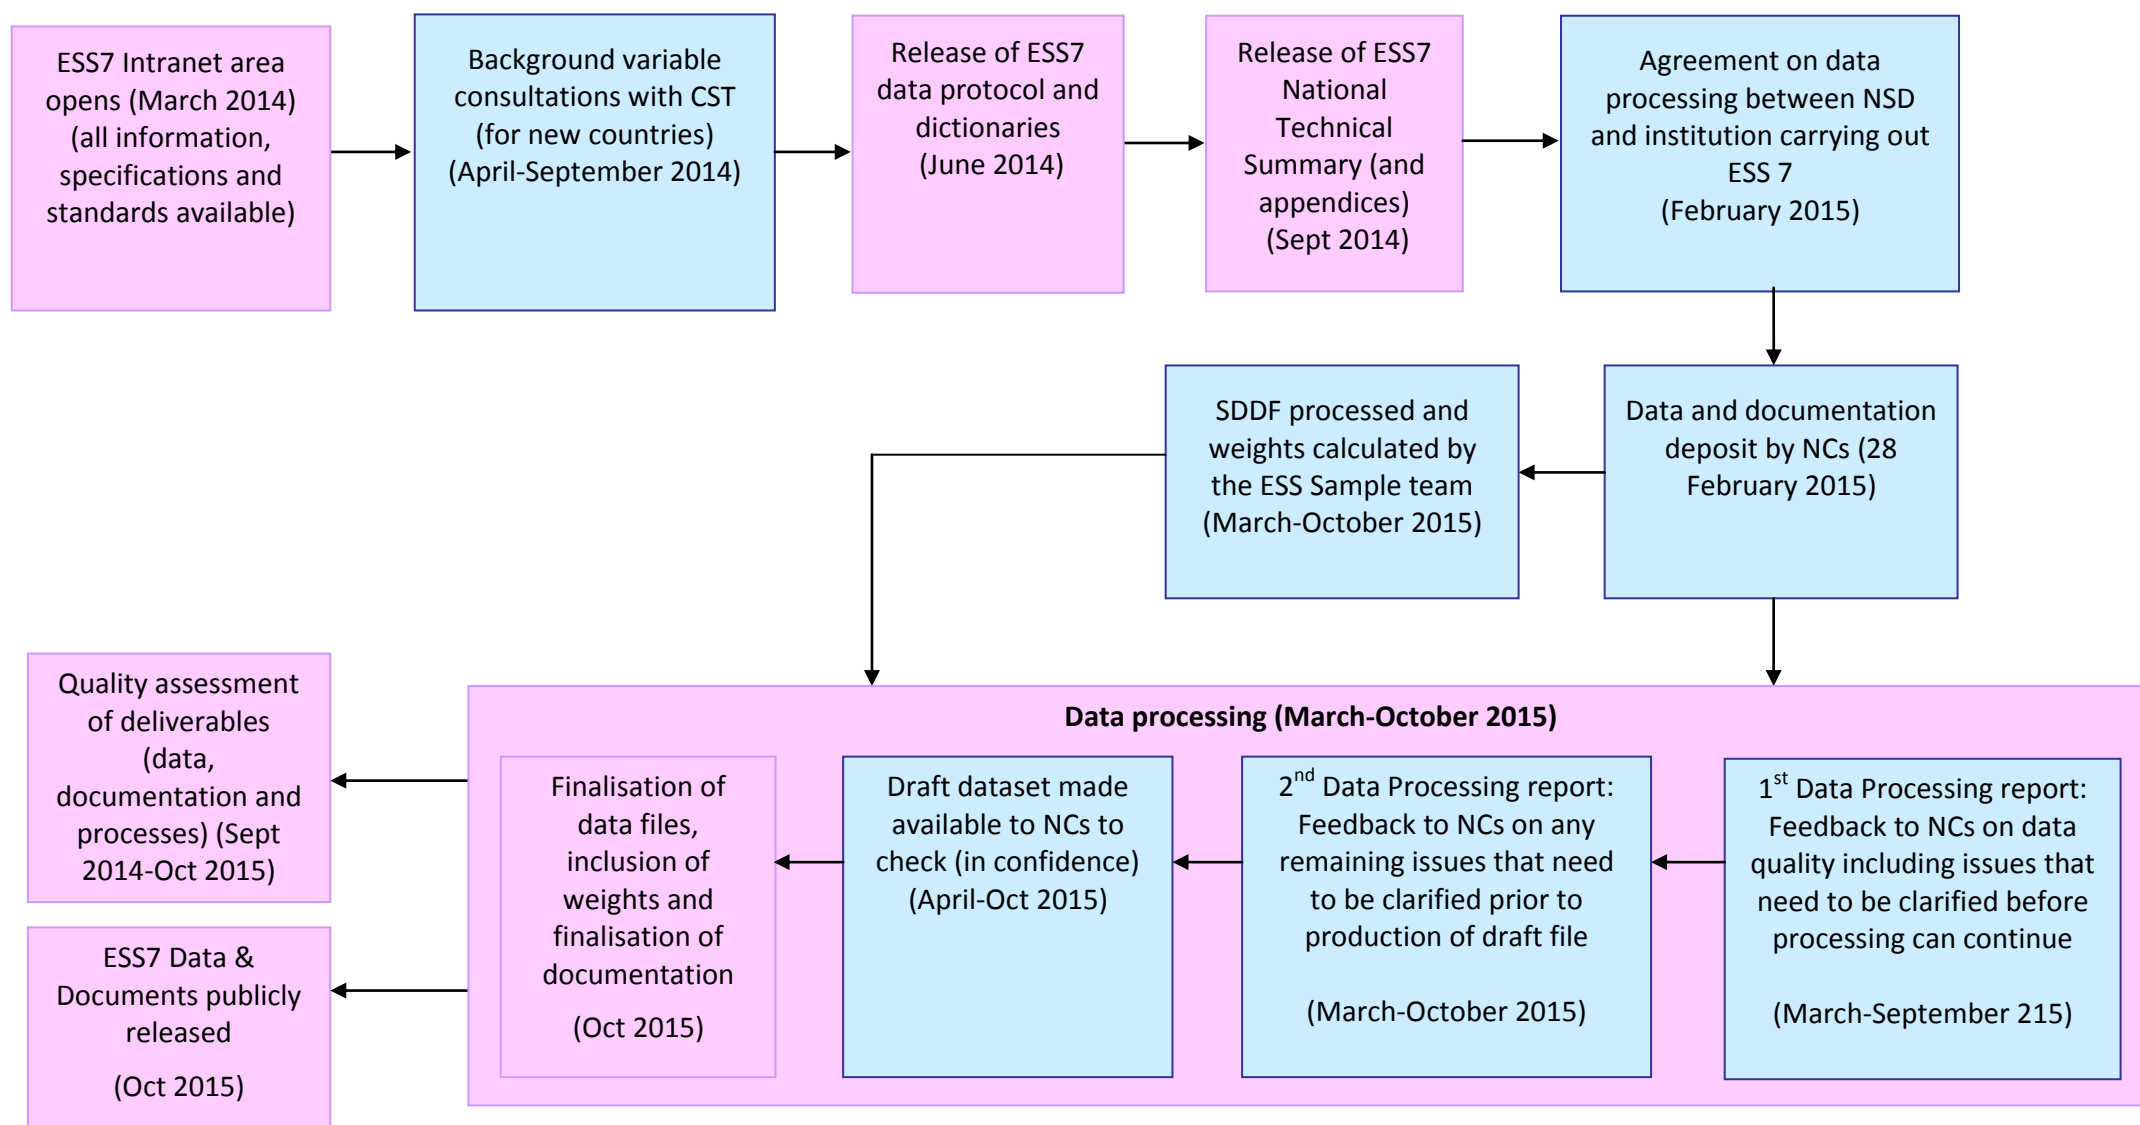 ESS7 Intranet area
opens (March 2014)
(all information,
specifications and
standards available)
Background variable
consultations with CST
(for new countries)
(April-September 2014)
Release of ESS7
data protocol and
dictionaries
(June 2014)
Release of ESS7
National
Technical
Summary (and
appendices)
(Sept 2014)
Agreement on data
processing between NSD
and institution carrying out
ESS 7
(February 2015)
SDDF processed and
weights calculated by
the ESS Sample team
(March-October 2015)
Data and documentation
deposit by NCs (28
February 2015)
Quality assessment
of deliverables
(data,
documentation and
processes) (Sept
2014-Oct 2015)
ESS7 Data &
Documents publicly
released
(Oct 2015)
Data processing (March-October 2015)
Finalisation of
data files,
inclusion of
weights and
finalisation of
documentation
(Oct 2015)
Draft dataset made
available to NCs to
check (in confidence)
(April-Oct 2015)
2nd Data Processing report:
Feedback to NCs on any
remaining issues that need
to be clarified prior to
production of draft file
(March-October 2015)
1st Data Processing report:
Feedback to NCs on data
quality including issues that
need to be clarified before
processing can continue
(March-September 215)